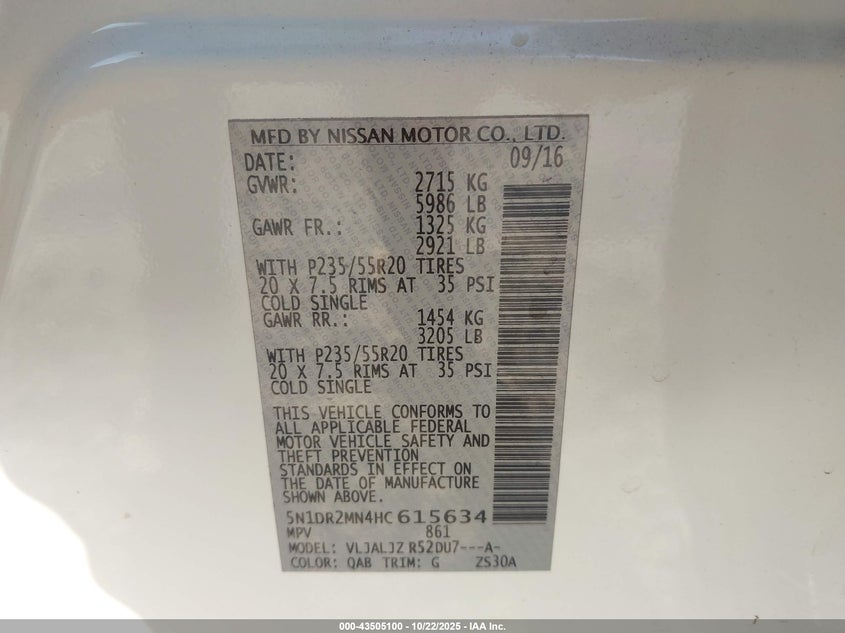 MFD BY NISSAN MOTOR CO., LTD.
DATE: 09/16
GVWR: 2715 KG
5986 LB
GAWR FR.: 1325 KG
2921 LB
WITH P235/55R20 TIRES
20 X 7.5 RIMS AT 35 PSI
COLD SINGLE
GAWR RR.: 1454 KG
3205 LB
WITH P235/55R20 TIRES
20 X 7.5 RIMS AT 35 PSI
COLD SINGLE
THIS VEHICLE CONFORMS TO
ALL APPLICABLE FEDERAL
MOTOR VEHICLE SAFETY AND
THEFT PREVENTION
STANDARDS IN EFFECT ON
THE DATE OF MANUFACTURE
SHOWN ABOVE.
5N1DR2MN4HC615634
MPV 861
MODEL: VLJALJZ R52DU7---A-
COLOR: QAB TRIM: G ZS30A
000-43505100 - 10/22/2025 - IAA Inc.